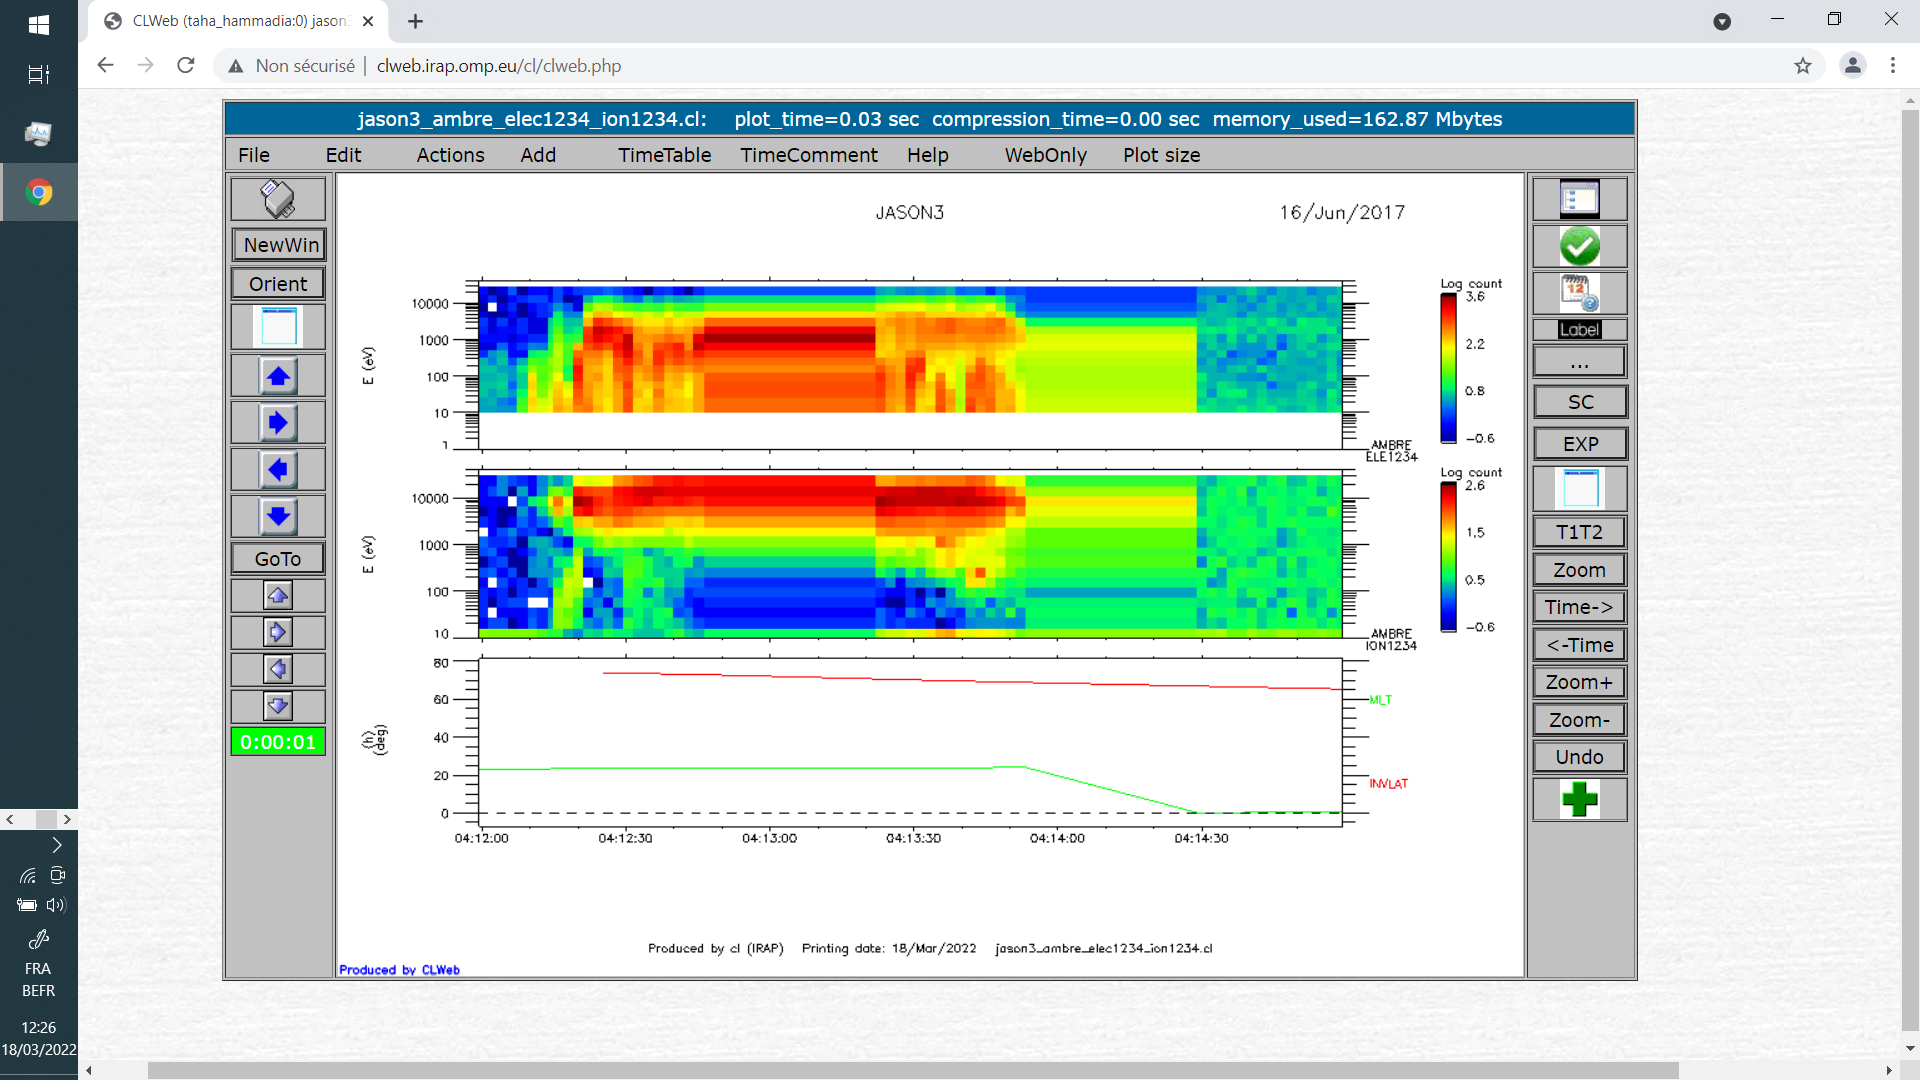 CLWeb (taha_hammadia:0) jason3
Non sécurisé | clweb.irap.omp.eu/cl/clweb.php
jason3_ambre_elec1234_ion1234.cl: plot_time=0.03 sec compression_time=0.00 sec memory_used=162.87 Mbytes
File Edit Actions Add TimeTable TimeComment Help WebOnly Plot size
NewWin
Orient
GoTo
0:00:01
JASON3 16/Jun/2017
10000
1000
100
10
1
E (eV)
AMBRE
ELE1234
Log count
3.6
2.2
0.8
-0.6
10000
1000
100
10
E (eV)
AMBRE
ION1234
Log count
2.6
1.5
0.5
-0.6
80
60
40
20
0
(h)
(deg)
MLT
INVLAT
04:12:00 04:12:30 04:13:00 04:13:30 04:14:00 04:14:30
Produced by cl (IRAP) Printing date: 18/Mar/2022 jason3_ambre_elec1234_ion1234.cl
Produced by CLWeb
12
Label
...
SC
EXP
T1T2
Zoom
Time->
<-Time
Zoom+
Zoom-
Undo
FRA
BEFR
12:26
18/03/2022